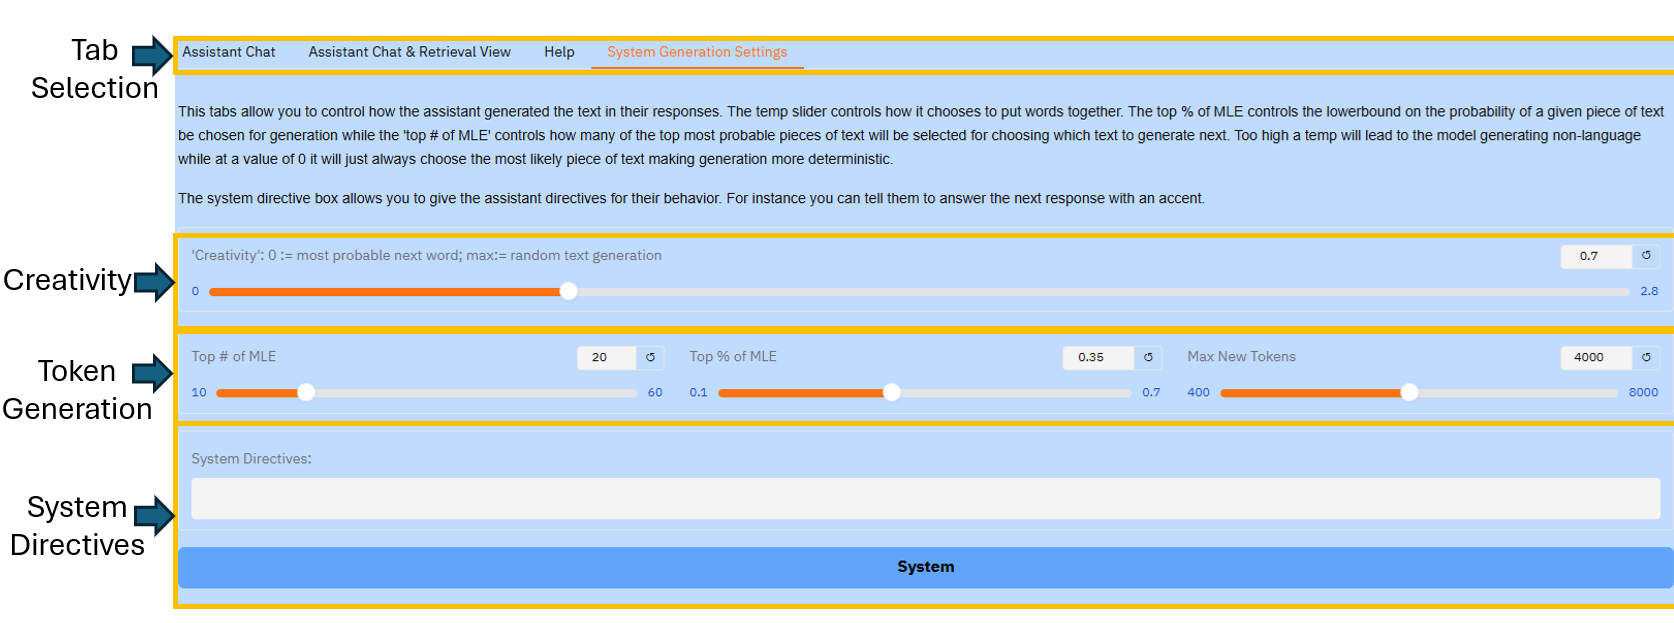 Tab
Selection
Assistant Chat
Assistant Chat & Retrieval View
Help
System Generation Settings
This tabs allow you to control how the assistant generated the text in their responses. The temp slider controls how it chooses to put words together. The top % of MLE controls the lowerbound on the probability of a given piece of text
be chosen for generation while the 'top # of MLE' controls how many of the top most probable pieces of text will be selected for choosing which text to generate next. Too high a temp will lead to the model generating non-language
while at a value of 0 it will just always choose the most likely piece of text making generation more deterministic.
The system directive box allows you to give the assistant directives for their behavior. For instance you can tell them to answer the next response with an accent.
Creativity
'Creativity': 0 := most probable next word; max:= random text generation
0.7
↺
0
2.8
Token
Generation
Top # of MLE
20
↺
10
60
Top % of MLE
0.35
↺
0.1
0.7
Max New Tokens
4000
↺
400
8000
System
Directives
System Directives:
System